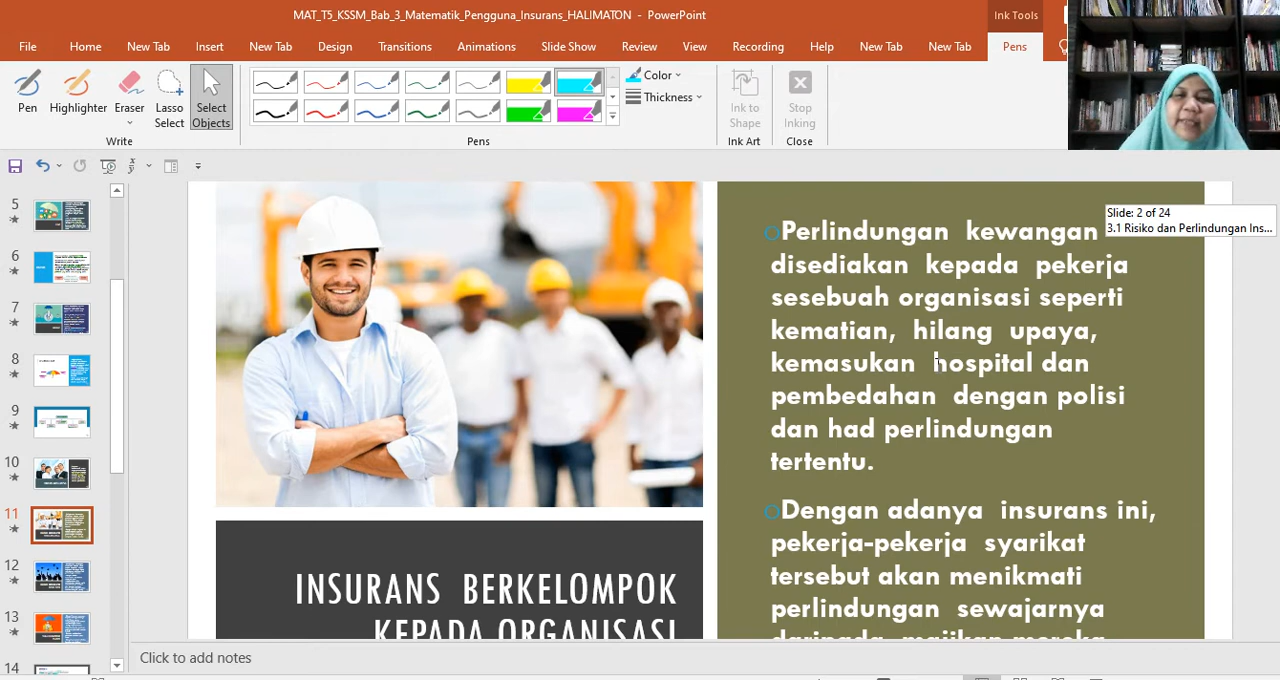 MAT_T5_KSSM_Bab_3_Matematik_Pengguna_Insurans_HALIMATON - PowerPoint
Ink Tools
File Home New Tab Insert New Tab Design Transitions Animations Slide Show Review View Recording Help New Tab New Tab Pens
Pen
Highlighter
Eraser
Lasso
Select
Select
Objects
Write
Color
Thickness
Pens
Ink to
Shape
Ink Art
Stop
Inking
Close
Slide: 2 of 24
3.1 Risiko dan Perlindungan Ins...
5
6
7
8
9
10
11
12
13
14
INSURANS BERKELOMPOK
KEPADA ORGANISASI
Perlindungan kewangan
disediakan kepada pekerja
sesebuah organisasi seperti
kematian, hilang upaya,
kemasukan hospital dan
pembedahan dengan polisi
dan had perlindungan
tertentu.
Dengan adanya insurans ini,
pekerja-pekerja syarikat
tersebut akan menikmati
perlindungan sewajarnya
daripada majikan mereka
Click to add notes